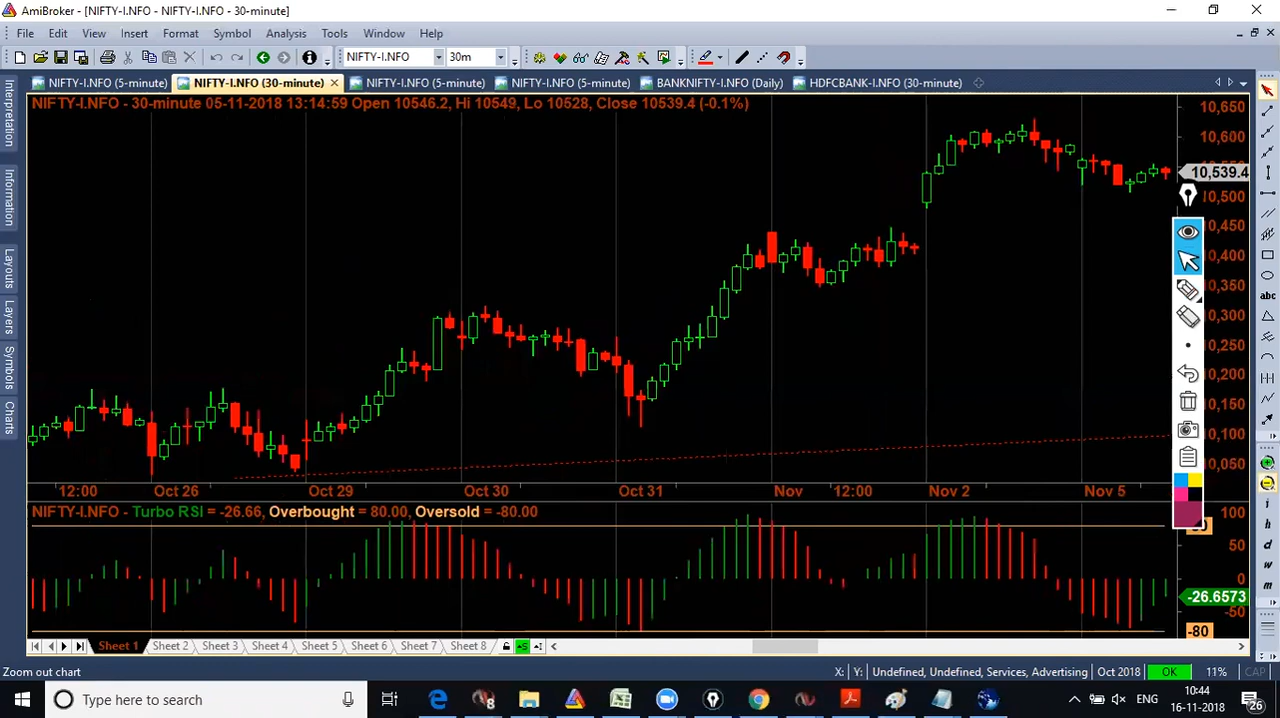 AmiBroker - [NIFTY-I.NFO - NIFTY-I.NFO - 30-minute]
File Edit View Insert Format Symbol Analysis Tools Window Help
NIFTY-I.NFO 30m
NIFTY-I.NFO (5-minute) NIFTY-I.NFO (30-minute) NIFTY-I.NFO (5-minute) NIFTY-I.NFO (5-minute) BANKNIFTY-I.NFO (Daily) HDFCBANK-I.NFO (30-minute)
NIFTY-I.NFO - 30-minute 05-11-2018 13:14:59 Open 10546.2, Hi 10549, Lo 10528, Close 10539.4 (-0.1%)
Interpretation
Information
Layouts
Layers
Symbols
Charts
10,650
10,600
10,539.4
10,500
10,450
10,400
10,350
10,300
10,250
10,200
10,150
10,100
10,050
abc
12:00 Oct 26 Oct 29 Oct 30 Oct 31 Nov 12:00 Nov 2 Nov 5
NIFTY-I.NFO - Turbo RSI = -26.66, Overbought = 80.00, Oversold = -80.00
100
50
0
-26.6573
-50
-80
i
h
d
w
m
Sheet 1 Sheet 2 Sheet 3 Sheet 4 Sheet 5 Sheet 6 Sheet 7 Sheet 8
Zoom out chart X: Y: Undefined, Undefined, Services, Advertising Oct 2018 OK 11% CAP
Type here to search
ENG
10:44
16-11-2018
26